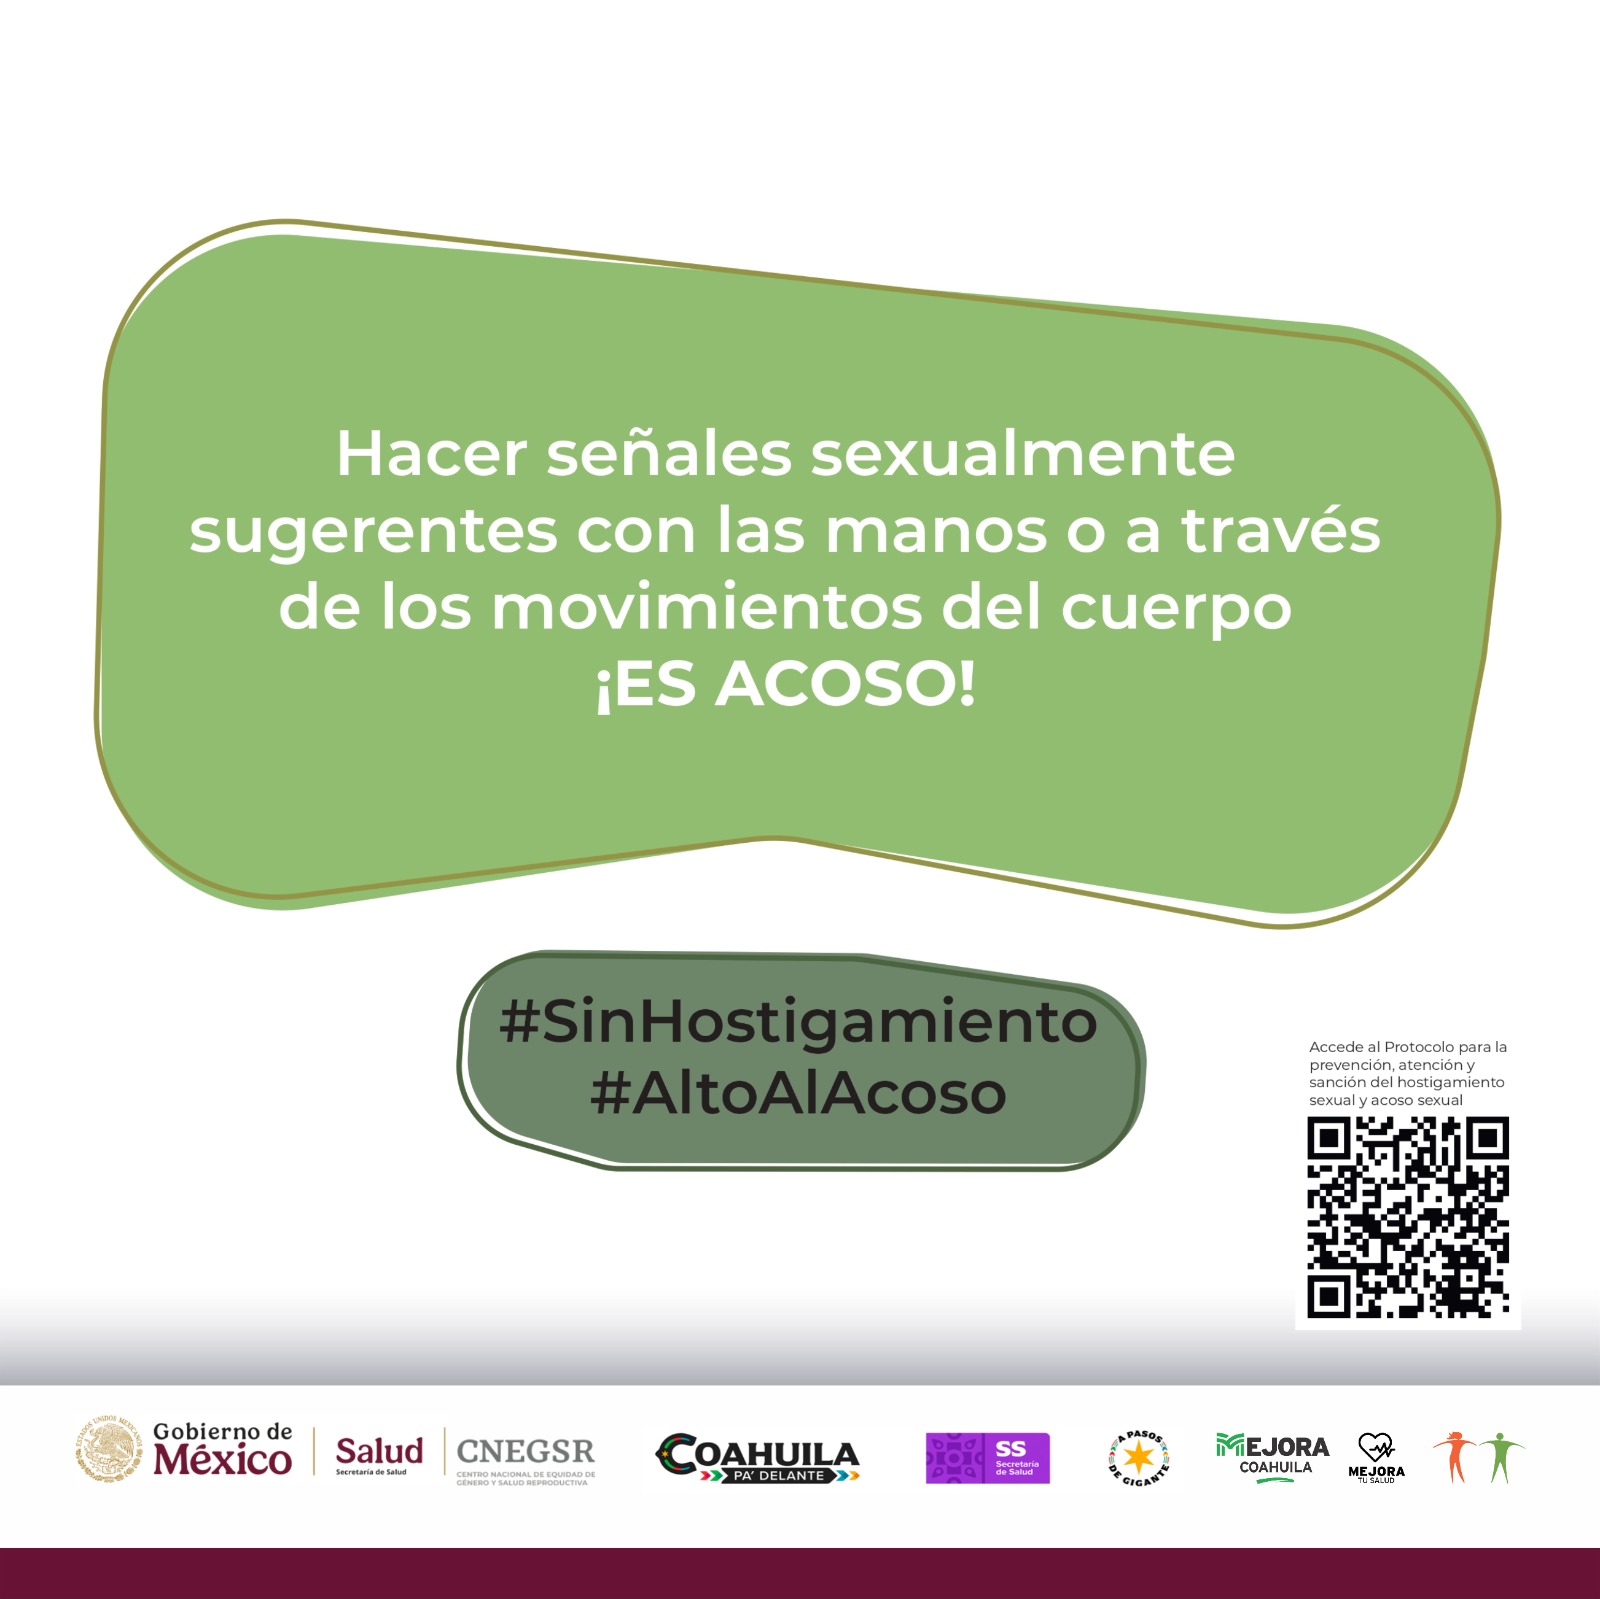 Hacer señales sexualmente
sugerentes con las manos o a través
de los movimientos del cuerpo
¡ES ACOSO!
#SinHostigamiento
#AltoAlAcoso
Accede al Protocolo para la
prevención, atención y
sanción del hostigamiento
sexual y acoso sexual
ESTADOS UNIDOS MEXICANOS
Gobierno de
México
Salud
Secretaría de Salud
CNEGSR
CENTRO NACIONAL DE EQUIDAD DE
GÉNERO Y SALUD REPRODUCTIVA
COAHUILA
PA' DELANTE
SS
Secretaría
de Salud
A PASOS
DE GIGANTE
MEJORA
COAHUILA
MEJORA
TU SALUD